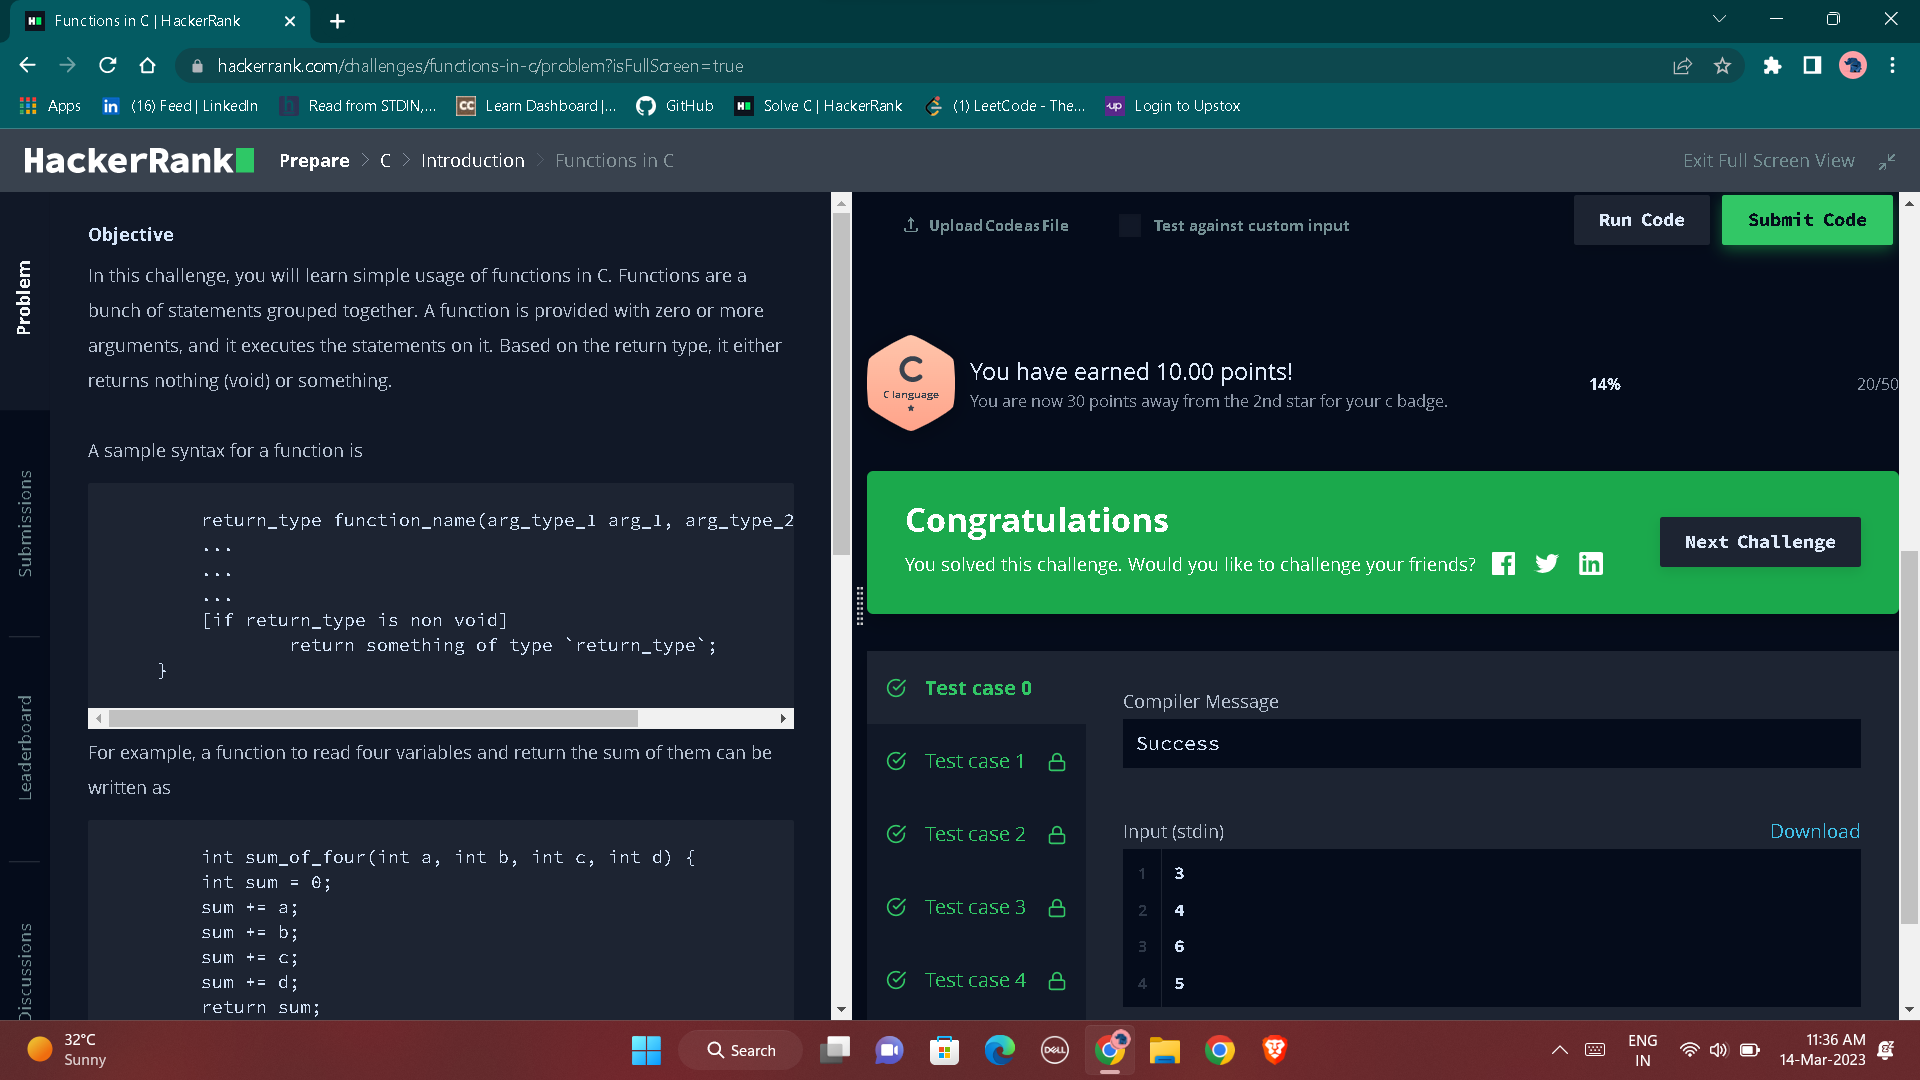 Functions in C | HackerRank
hackerrank.com/challenges/functions-in-c/problem?isFullScreen=true
Apps
(16) Feed | LinkedIn
Read from STDIN,...
Learn Dashboard |...
GitHub
Solve C | HackerRank
(1) LeetCode - The...
Login to Upstox
HackerRank
Prepare > C > Introduction > Functions in C
Exit Full Screen View
Problem
Submissions
Leaderboard
Discussions
Objective
In this challenge, you will learn simple usage of functions in C. Functions are a
bunch of statements grouped together. A function is provided with zero or more
arguments, and it executes the statements on it. Based on the return type, it either
returns nothing (void) or something.
A sample syntax for a function is
return_type function_name(arg_type_1 arg_1, arg_type_2
...
...
...
[if return_type is non void]
return something of type `return_type`;
}
For example, a function to read four variables and return the sum of them can be
written as
int sum_of_four(int a, int b, int c, int d) {
int sum = 0;
sum += a;
sum += b;
sum += c;
sum += d;
return sum;
Upload Code as File
Test against custom input
Run Code
Submit Code
C
C language
You have earned 10.00 points!
You are now 30 points away from the 2nd star for your c badge.
14%
20/50
Congratulations
You solved this challenge. Would you like to challenge your friends?
Next Challenge
Test case 0
Test case 1
Test case 2
Test case 3
Test case 4
Compiler Message
Success
Input (stdin)
Download
1 3
2 4
3 6
4 5
32°C
Sunny
Search
DELL
ENG
IN
11:36 AM
14-Mar-2023